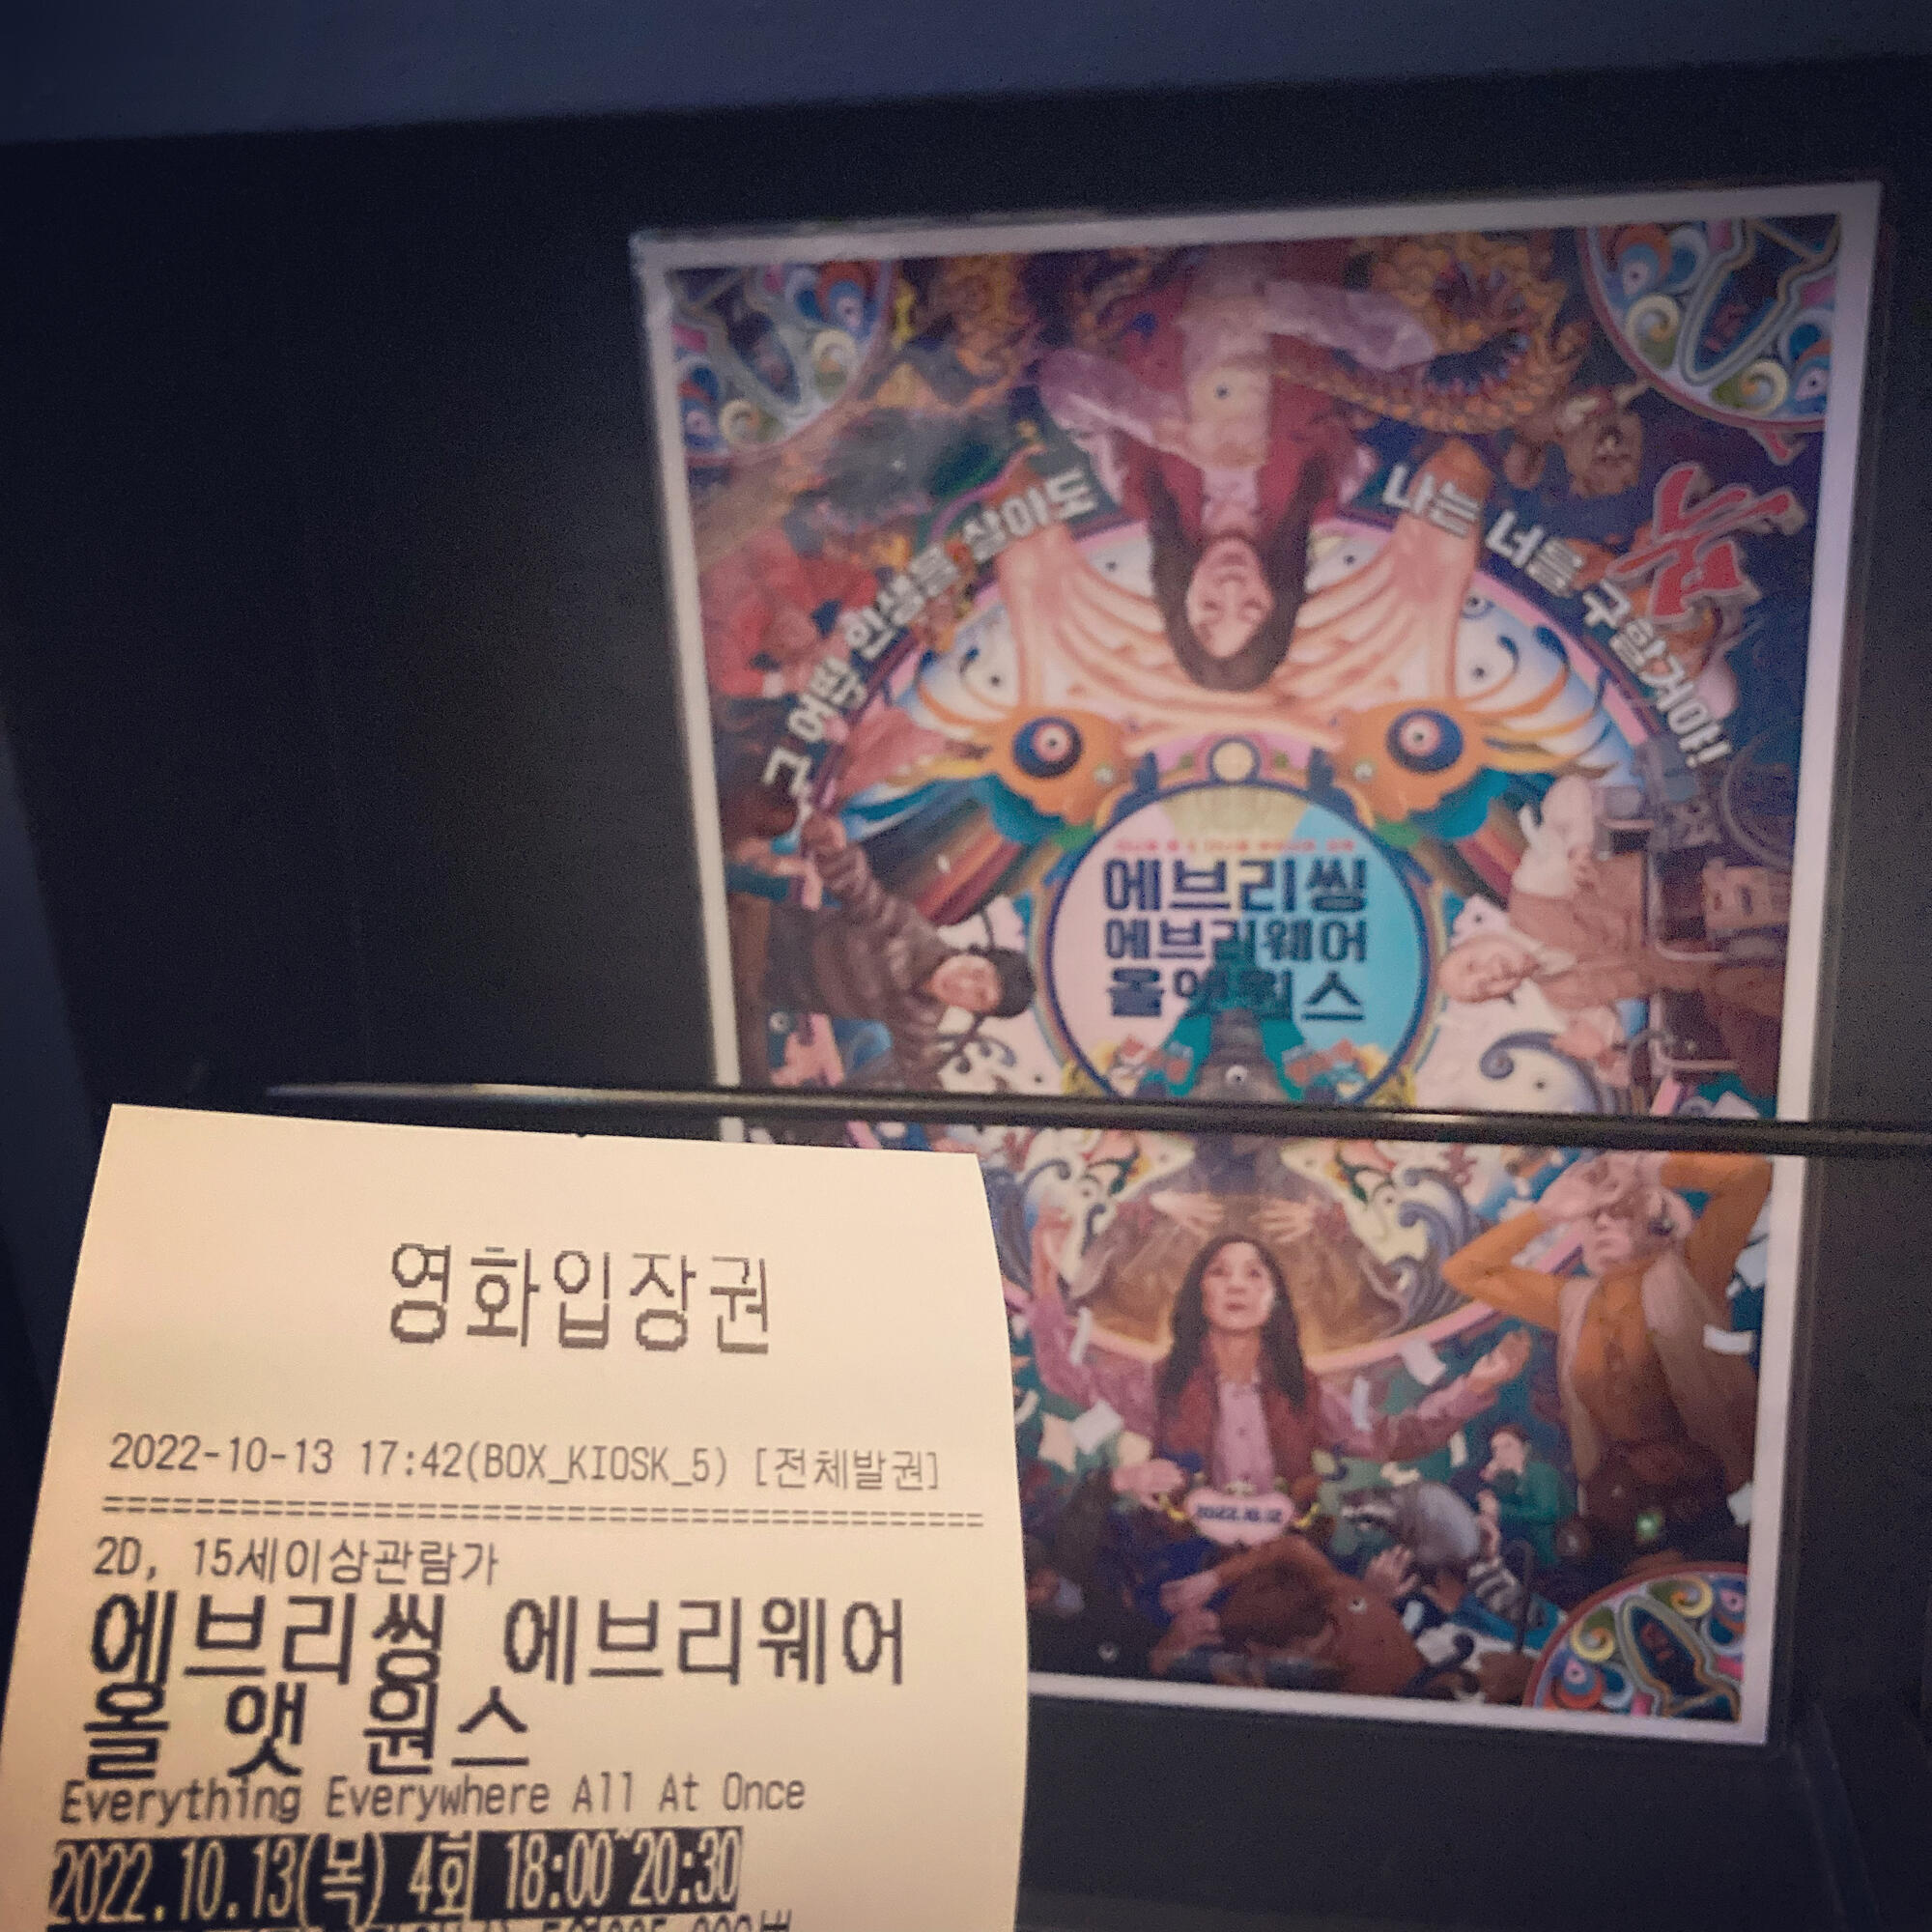 그 어떤 인생을 살아도
나는 너를 구할 거야!
에브리씽
에브리웨어
올 앳 원스
2022.10.12
영화입장권
2022-10-13 17:42(BOX_KIOSK_5) [전체발권]
==========================================
2D, 15세이상관람가
에브리씽 에브리웨어
올 앳 원스
Everything Everywhere All At Once
2022.10.13(목) 4회 18:00~20:30